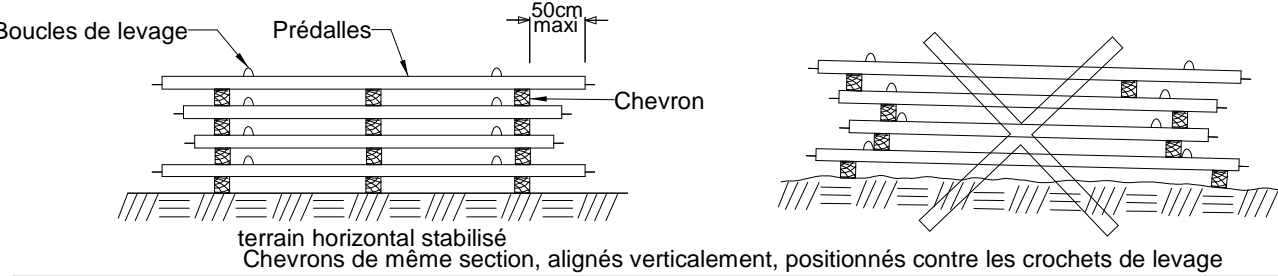 50cm
maxi
Boucles de levage
Prédalles
Chevron
terrain horizontal stabilisé
Chevrons de même section, alignés verticalement, positionnés contre les crochets de levage